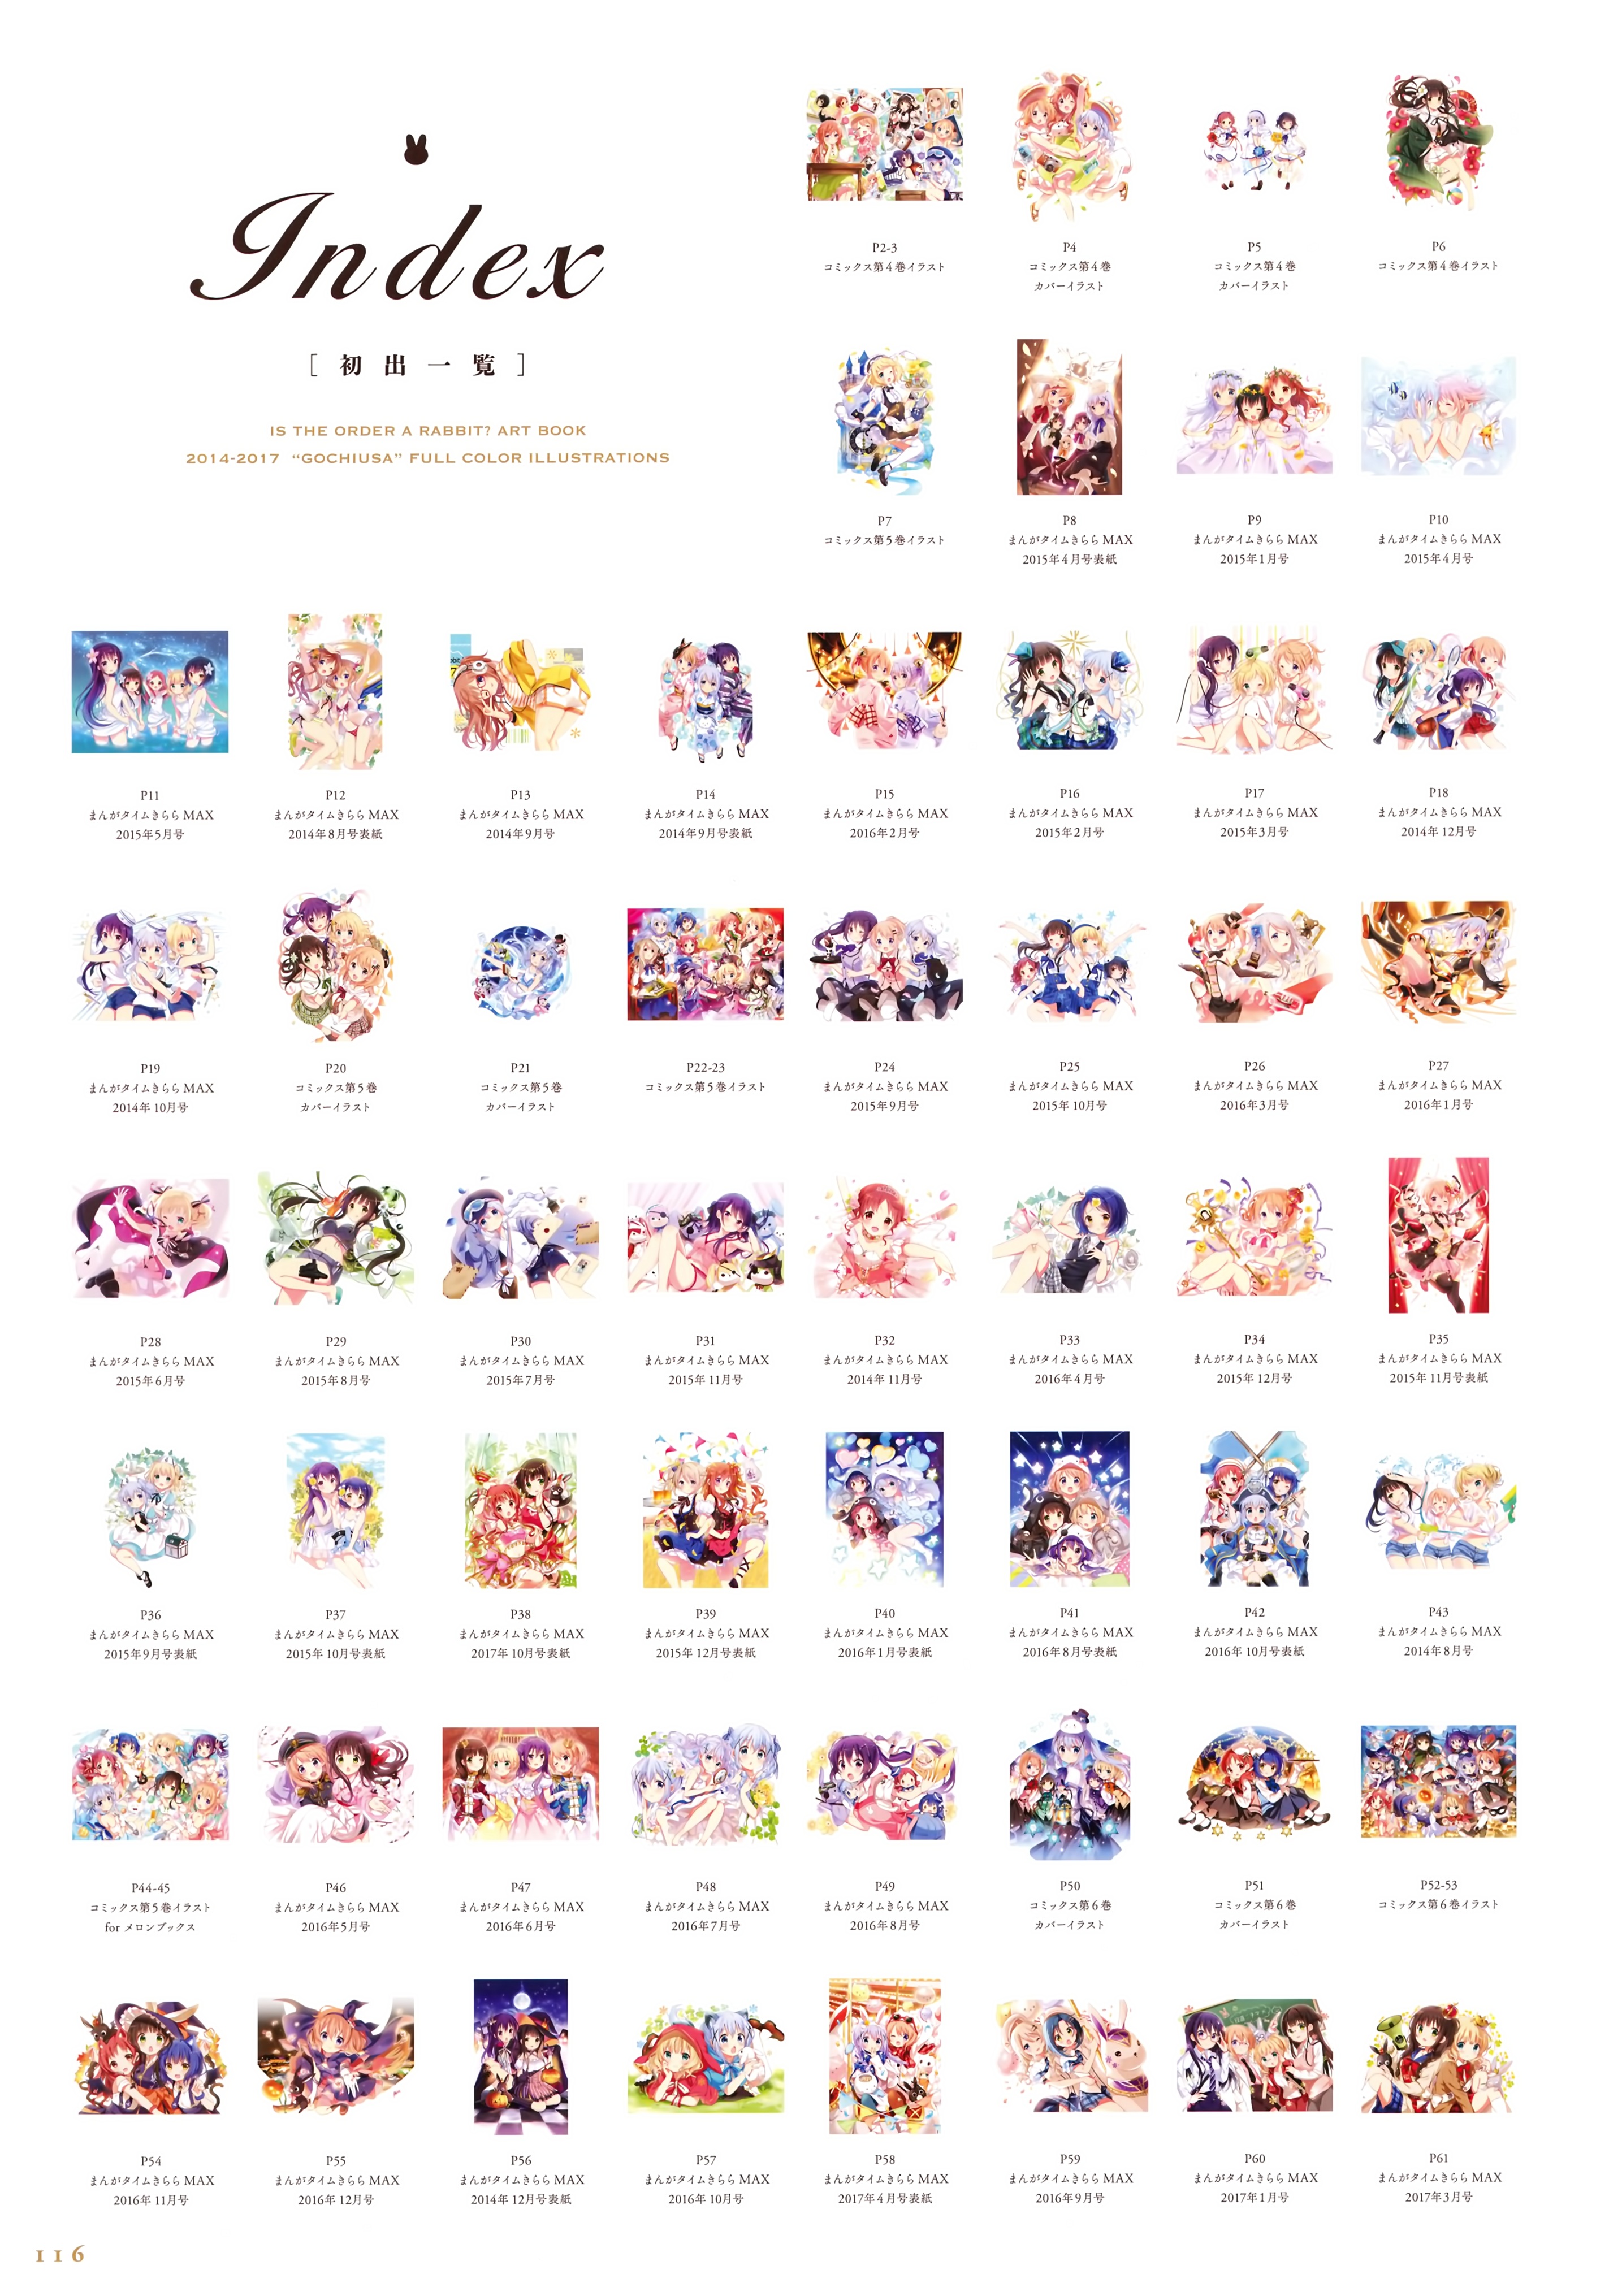 Index
[ 初出一覧 ]
IS THE ORDER A RABBIT? ART BOOK
2014-2017 “GOCHIUSA” FULL COLOR ILLUSTRATIONS
P2-3
コミックス第4巻イラスト
P4
コミックス第4巻
カバーイラスト
P5
コミックス第4巻
カバーイラスト
P6
コミックス第4巻イラスト
P7
コミックス第5巻イラスト
P8
まんがタイムきららMAX
2015年4月号表紙
P9
まんがタイムきららMAX
2015年1月号
P10
まんがタイムきららMAX
2015年4月号
P11
まんがタイムきららMAX
2015年5月号
P12
まんがタイムきららMAX
2014年8月号表紙
P13
まんがタイムきららMAX
2014年9月号
P14
まんがタイムきららMAX
2014年9月号表紙
P15
まんがタイムきららMAX
2016年2月号
P16
まんがタイムきららMAX
2015年2月号
P17
まんがタイムきららMAX
2015年3月号
P18
まんがタイムきららMAX
2014年12月号
P19
まんがタイムきららMAX
2014年10月号
P20
コミックス第5巻
カバーイラスト
P21
コミックス第5巻
カバーイラスト
P22-23
コミックス第5巻イラスト
P24
まんがタイムきららMAX
2015年9月号
P25
まんがタイムきららMAX
2015年10月号
P26
まんがタイムきららMAX
2016年3月号
P27
まんがタイムきららMAX
2016年1月号
P28
まんがタイムきららMAX
2015年6月号
P29
まんがタイムきららMAX
2015年8月号
P30
まんがタイムきららMAX
2015年7月号
P31
まんがタイムきららMAX
2015年11月号
P32
まんがタイムきららMAX
2014年11月号
P33
まんがタイムきららMAX
2016年4月号
P34
まんがタイムきららMAX
2015年12月号
P35
まんがタイムきららMAX
2015年11月号表紙
P36
まんがタイムきららMAX
2015年9月号表紙
P37
まんがタイムきららMAX
2015年10月号表紙
P38
まんがタイムきららMAX
2017年10月号表紙
P39
まんがタイムきららMAX
2015年12月号表紙
P40
まんがタイムきららMAX
2016年1月号表紙
P41
まんがタイムきららMAX
2016年8月号表紙
P42
まんがタイムきららMAX
2016年10月号表紙
P43
まんがタイムきららMAX
2014年8月号
P44-45
コミックス第5巻イラスト
for メロンブックス
P46
まんがタイムきららMAX
2016年5月号
P47
まんがタイムきららMAX
2016年6月号
P48
まんがタイムきららMAX
2016年7月号
P49
まんがタイムきららMAX
2016年8月号
P50
コミックス第6巻
カバーイラスト
P51
コミックス第6巻
カバーイラスト
P52-53
コミックス第6巻イラスト
P54
まんがタイムきららMAX
2016年11月号
P55
まんがタイムきららMAX
2016年12月号
P56
まんがタイムきららMAX
2014年12月号表紙
P57
まんがタイムきららMAX
2016年10月号
P58
まんがタイムきららMAX
2017年4月号表紙
P59
まんがタイムきららMAX
2016年9月号
P60
まんがタイムきららMAX
2017年1月号
P61
まんがタイムきららMAX
2017年3月号
116